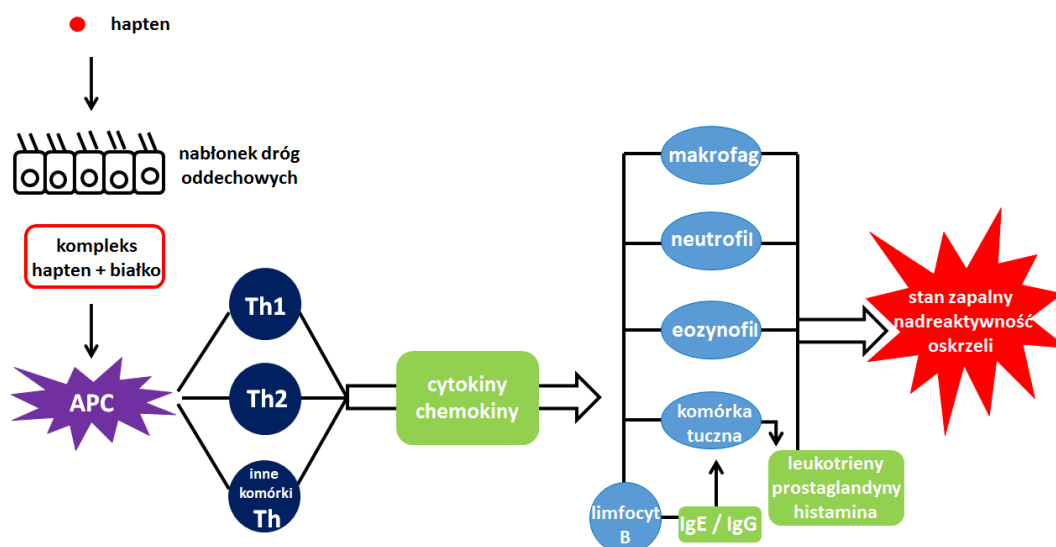 hapten
nabłonek dróg
oddechowych
kompleks
hapten + białko
APC
Th1
Th2
inne
komórki
Th
cytokiny
chemokiny
makrofag
neutrofil
eozynofil
komórka
tuczna
limfocyt
B
IgE / IgG
leukotrieny
prostaglandyny
histamina
stan zapalny
nadreaktywność
oskrzeli